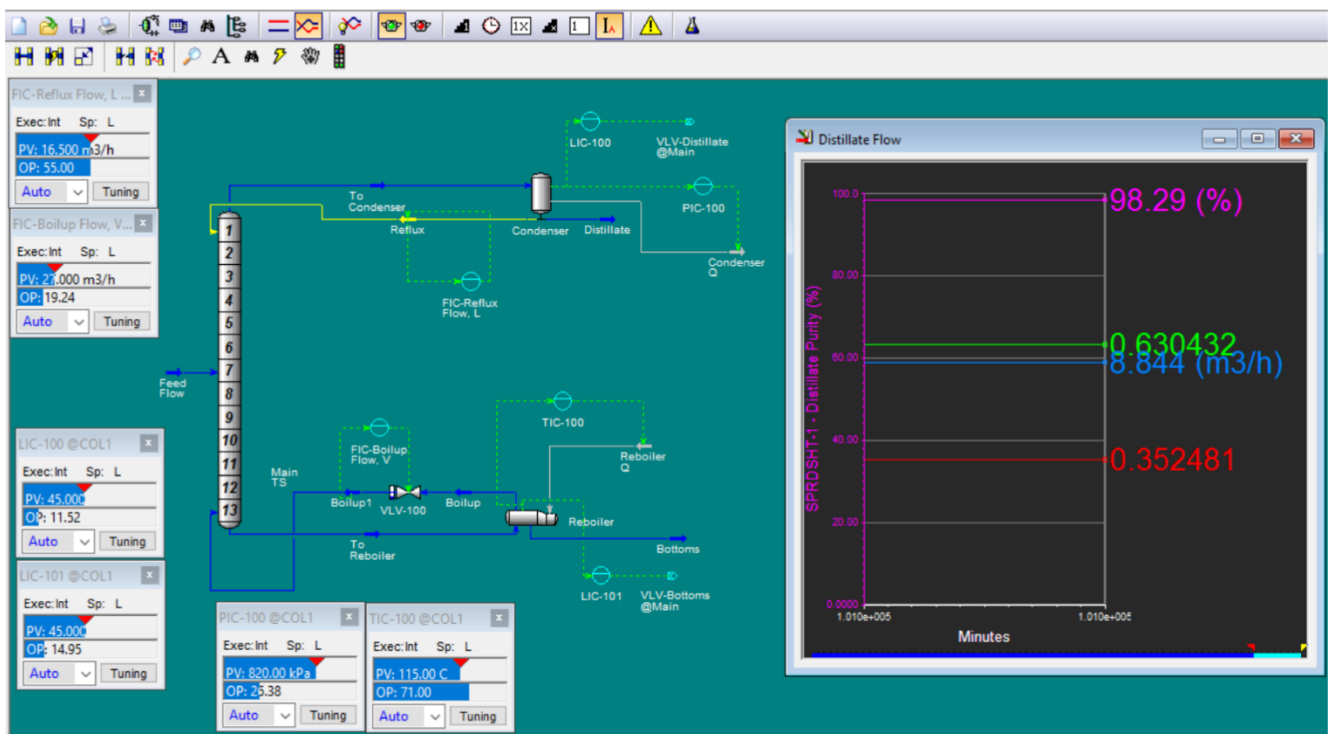 1X
1
A
FIC-Reflux Flow, L ...
Exec: Int Sp: L
PV: 16.500 m3/h
OP: 55.00
Auto Tuning
FIC-Boilup Flow, V...
Exec: Int Sp: L
PV: 27.000 m3/h
OP: 19.24
Auto Tuning
LIC-100 @COL1
Exec: Int Sp: L
PV: 45.000
OP: 11.52
Auto Tuning
LIC-101 @COL1
Exec: Int Sp: L
PV: 45.000
OP: 14.95
Auto Tuning
PIC-100 @COL1
Exec: Int Sp: L
PV: 820.00 kPa
OP: 25.38
Auto Tuning
TIC-100 @COL1
Exec: Int Sp: L
PV: 115.00 C
OP: 71.00
Auto Tuning
LIC-100
VLV-Distillate
@Main
PIC-100
To
Condenser
Reflux
Condenser
Distillate
Condenser
Q
FIC-Reflux
Flow, L
1
2
3
4
5
6
7
8
9
10
11
12
13
Feed
Flow
Main
TS
TIC-100
FIC-Boilup
Flow, V
Reboiler
Q
Boilup1
VLV-100
Boilup
Reboiler
To
Reboiler
Bottoms
LIC-101
VLV-Bottoms
@Main
Distillate Flow
SPRDSHT-1 - Distillate Purity (%)
100.0
80.00
60.00
40.00
20.00
0.0000
98.29 (%)
0.630432
8.844 (m3/h)
0.352481
1.010e+005
1.010e+005
Minutes